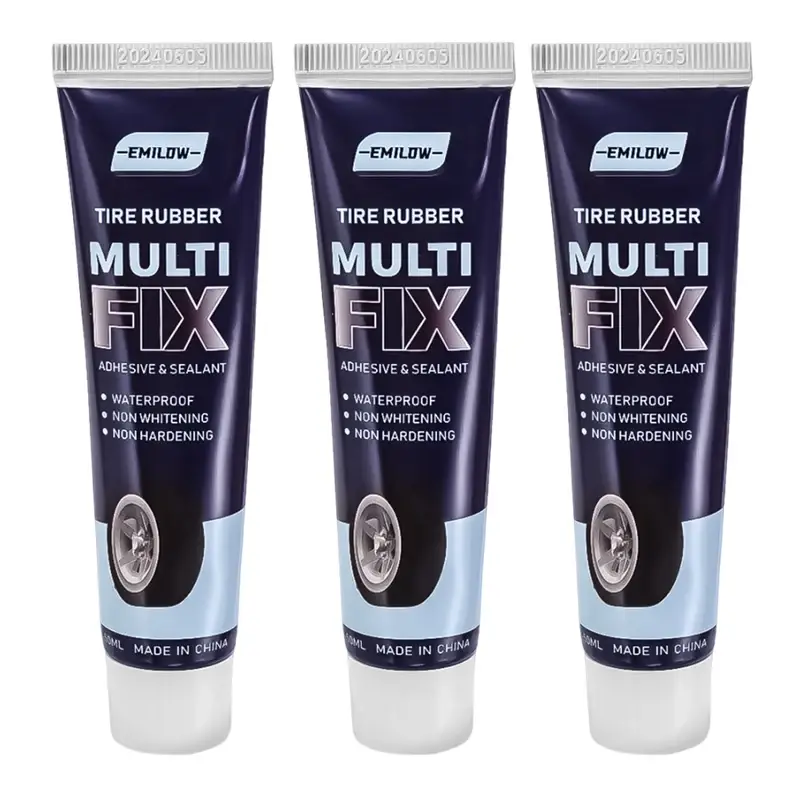 20240605
-EMILOW-
TIRE RUBBER
MULTI
FIX
ADHESIVE & SEALANT
• WATERPROOF
• NON WHITENING
• NON HARDENING
MADE IN CHINA
20240605
-EMILOW-
TIRE RUBBER
MULTI
FIX
ADHESIVE & SEALANT
• WATERPROOF
• NON WHITENING
• NON HARDENING
MADE IN CHINA
20240605
-EMILOW-
TIRE RUBBER
MULTI
FIX
ADHESIVE & SEALANT
• WATERPROOF
• NON WHITENING
• NON HARDENING
MADE IN CHINA